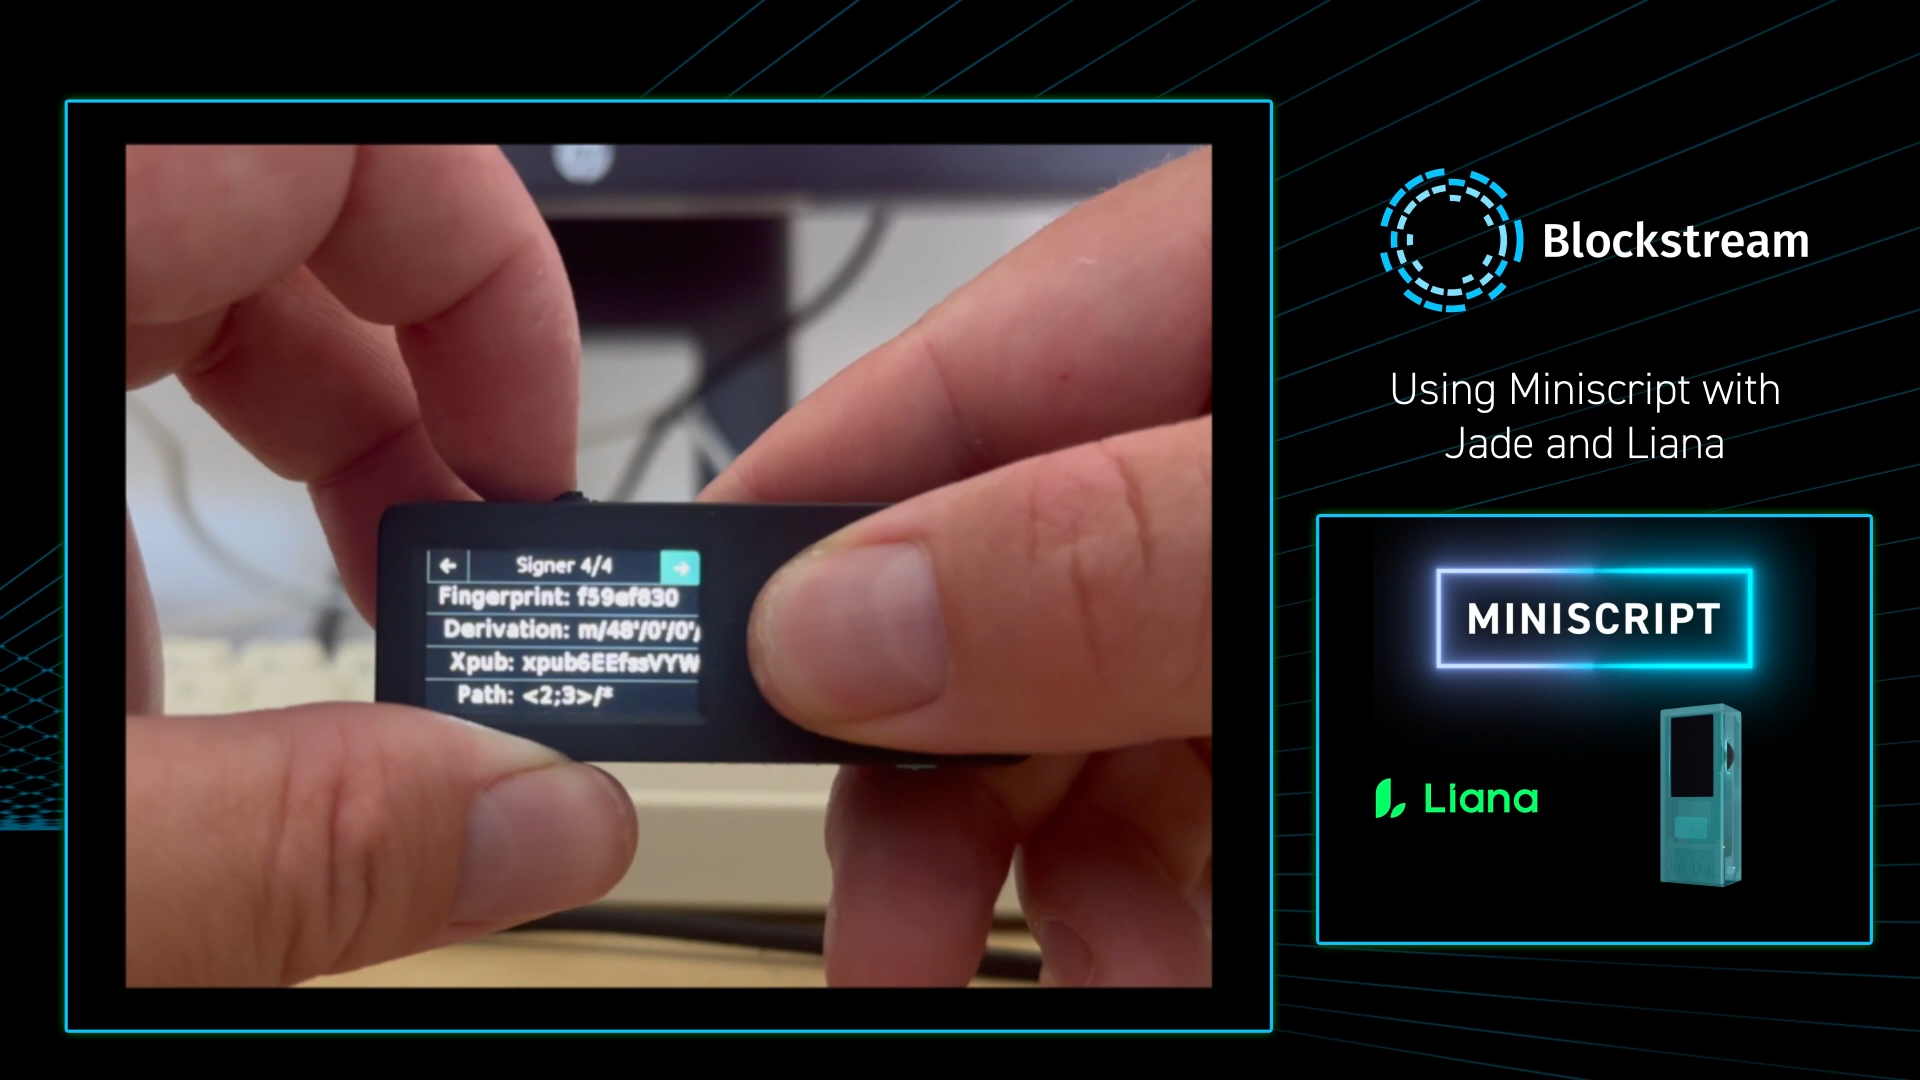 Signer 4/4
Fingerprint: f59ef830
Derivation: m/48'/0'/0'/
Xpub: xpub6EEfssVYW
Path: <2;3>/*
Blockstream
Using Miniscript with
Jade and Liana
MINISCRIPT
Liana